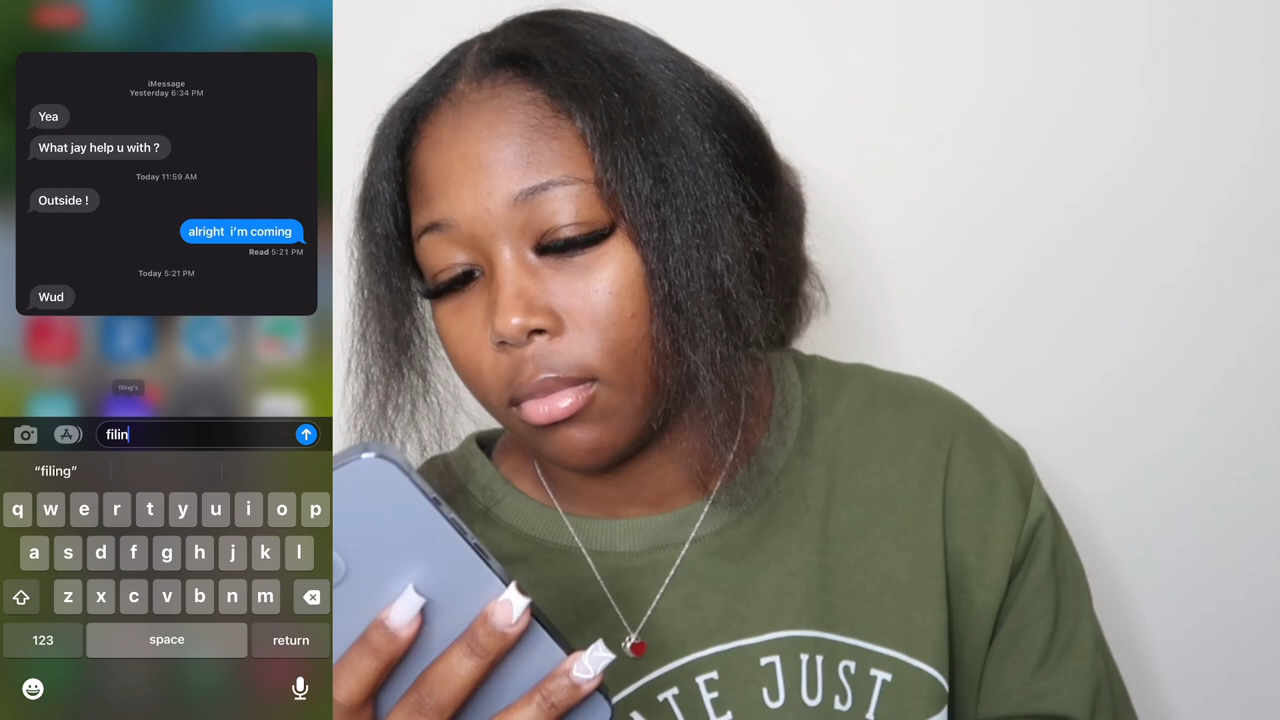 iMessage
Yesterday 6:34 PM
Yea
What jay help u with ?
Today 11:59 AM
Outside !
alright i’m coming
Read 5:21 PM
Today 5:21 PM
Wud
filing's
filin
“filing”
q w e r t y u i o p
a s d f g h j k l
z x c v b n m
123 space return
ATE JUST